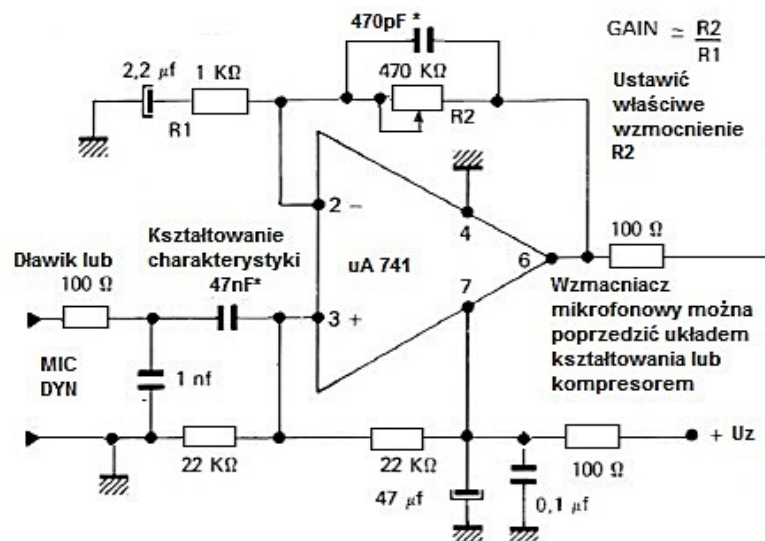 470pF *
GAIN ≃ R2
R1
2,2 µf
1 KΩ
470 KΩ
R1
R2
Ustawić
właściwe
wzmocnienie
R2
2 −
4
Kształtowanie
charakterystyki
47nF*
uA 741
6
100 Ω
Dławik lub
100 Ω
3 +
7
Wzmacniacz
mikrofonowy można
poprzedzić układem
kształtowania lub
kompresorem
MIC
DYN
1 nf
+ Uz
22 KΩ
22 KΩ
100 Ω
47 µf
0,1 µf